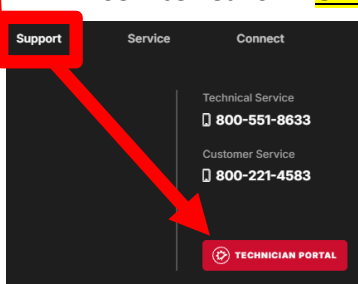 Support Service Connect
Technical Service
800-551-8633
Customer Service
800-221-4583
TECHNICIAN PORTAL